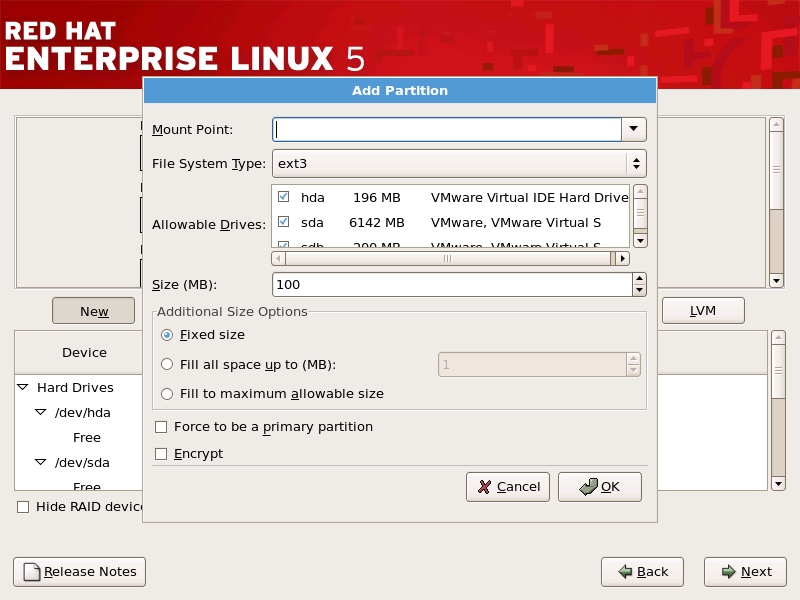 RED HAT
ENTERPRISE LINUX 5
Add Partition
Mount Point:
File System Type: ext3
Allowable Drives:
hda 196 MB VMware Virtual IDE Hard Drive
sda 6142 MB VMware, VMware Virtual S
sdb 200 MB VMware, VMware Virtual S
Size (MB): 100
Additional Size Options
Fixed size
Fill all space up to (MB): 1
Fill to maximum allowable size
Force to be a primary partition
Encrypt
Cancel OK
New LVM
Device
Hard Drives
/dev/hda
Free
/dev/sda
Free
Hide RAID device
Release Notes Back Next